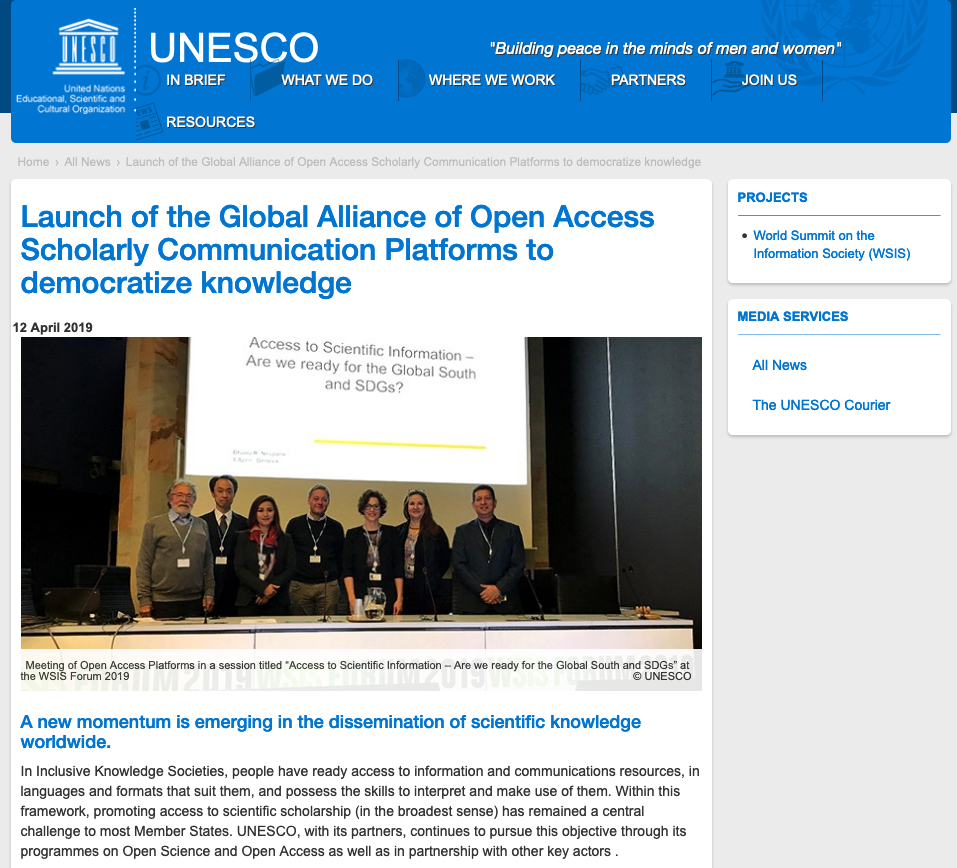 UNESCO
United Nations
Educational, Scientific and
Cultural Organization
UNESCO
"Building peace in the minds of men and women"
IN BRIEF
WHAT WE DO
WHERE WE WORK
PARTNERS
JOIN US
RESOURCES
Home › All News › Launch of the Global Alliance of Open Access Scholarly Communication Platforms to democratize knowledge
Launch of the Global Alliance of Open Access
Scholarly Communication Platforms to
democratize knowledge
12 April 2019
Access to Scientific Information –
Are we ready for the Global South
and SDGs?
Meeting of Open Access Platforms in a session titled “Access to Scientific Information – Are we ready for the Global South and SDGs” at
the WSIS Forum 2019
© UNESCO
A new momentum is emerging in the dissemination of scientific knowledge
worldwide.
In Inclusive Knowledge Societies, people have ready access to information and communications resources, in
languages and formats that suit them, and possess the skills to interpret and make use of them. Within this
framework, promoting access to scientific scholarship (in the broadest sense) has remained a central
challenge to most Member States. UNESCO, with its partners, continues to pursue this objective through its
programmes on Open Science and Open Access as well as in partnership with other key actors .
PROJECTS
• World Summit on the
Information Society (WSIS)
MEDIA SERVICES
All News
The UNESCO Courier